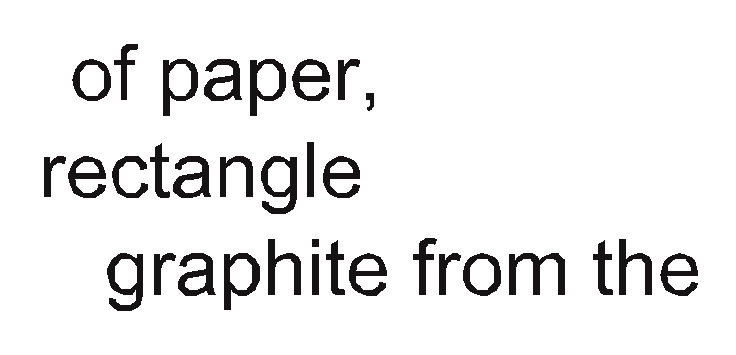 of paper,
rectangle
graphite from the